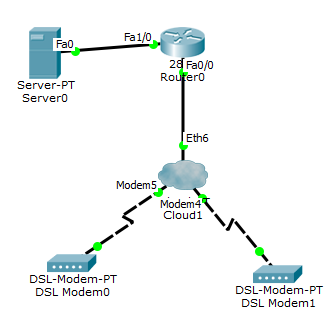 Fa0
Fa1/0
28 Fa0/0
Router0
Server-PT
Server0
Eth6
Modem5
Modem4
Cloud1
DSL-Modem-PT
DSL Modem0
DSL-Modem-PT
DSL Modem1